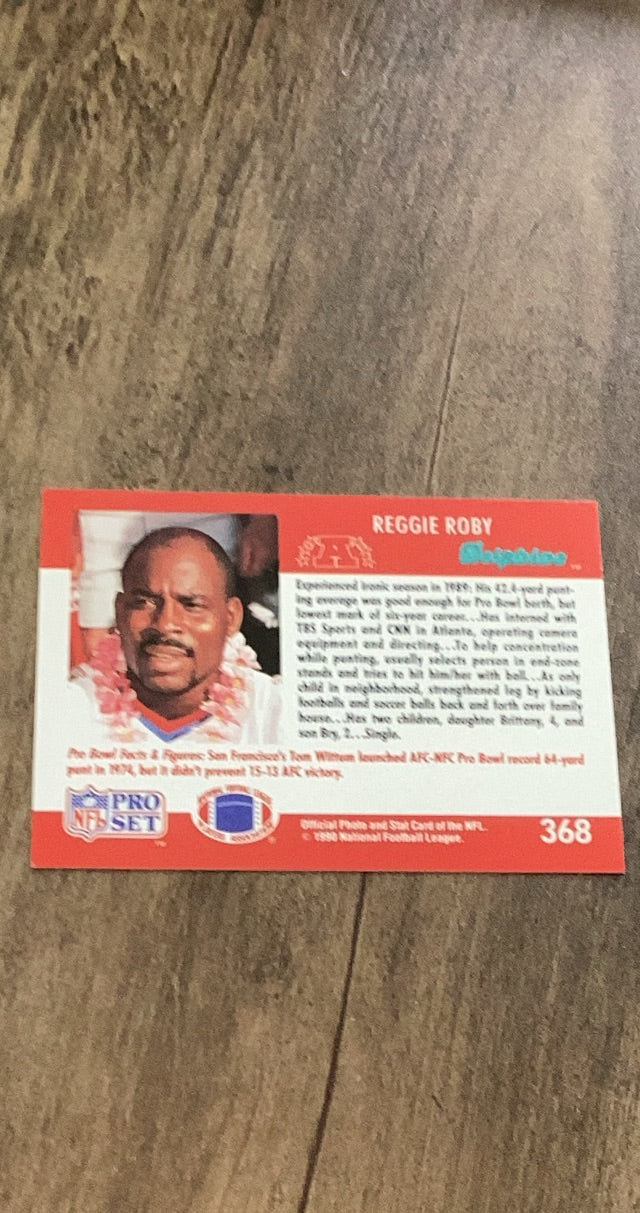 REGGIE ROBY
Dolphins
Experienced ironic season in 1989: His 42.4-yard punt-
ing average was good enough for Pro Bowl berth, but
lowest mark of six-year career...Has interned with
TBS Sports and CNN in Atlanta, operating camera
equipment and directing...To help concentration
while punting, usually selects person in end-zone
stands and tries to hit him/her with ball...As only
child in neighborhood, strengthened leg by kicking
footballs and soccer balls back and forth over family
house...Has two children, daughter Brittany, 4, and
son Bry, 2...Single.
Pro Bowl Facts & Figures: San Francisco's Tom Wittum launched AFC-NFC Pro Bowl record 64-yard
punt in 1974, but it didn't prevent 15-13 AFC victory.
NFL PRO SET
Official Photo and Stat Card of the NFL.
© 1990 National Football League.
368